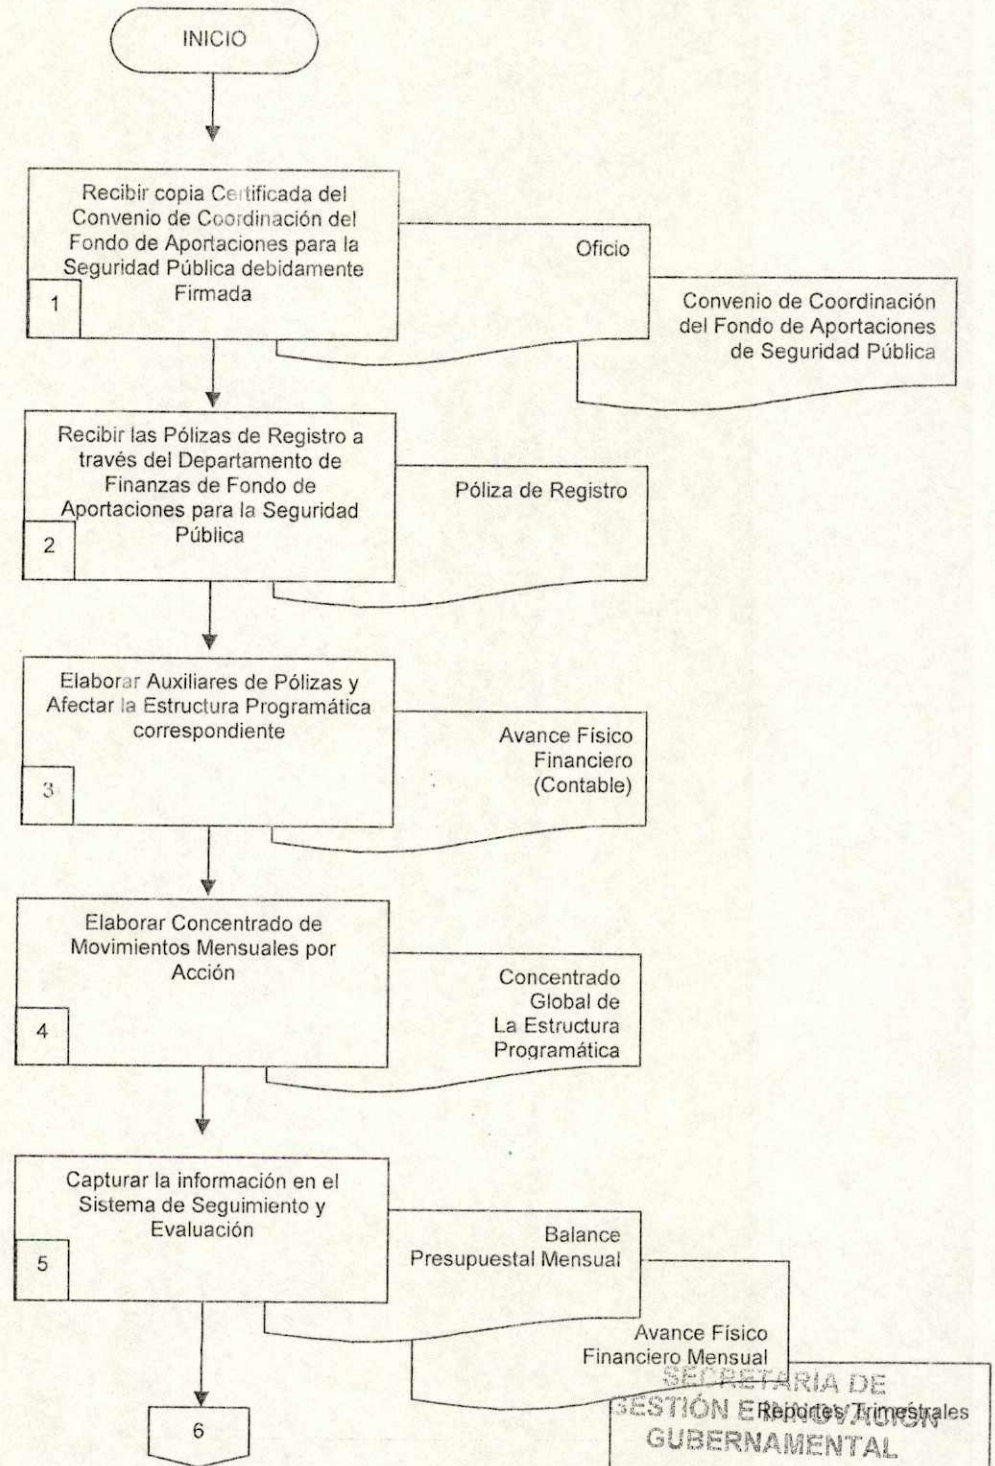 INICIO
Recibir copia Certificada del
Convenio de Coordinación del
Fondo de Aportaciones para la
Seguridad Pública debidamente
Firmada
1
Oficio
Convenio de Coordinación
del Fondo de Aportaciones
de Seguridad Pública
Recibir las Pólizas de Registro a
través del Departamento de
Finanzas de Fondo de
Aportaciones para la Seguridad
Pública
2
Póliza de Registro
Elaborar Auxiliares de Pólizas y
Afectar la Estructura Programática
correspondiente
3
Avance Físico
Financiero
(Contable)
Elaborar Concentrado de
Movimientos Mensuales por
Acción
4
Concentrado
Global de
La Estructura
Programática
Capturar la información en el
Sistema de Seguimiento y
Evaluación
5
Balance
Presupuestal Mensual
Avance Físico
Financiero Mensual
Reportes Trimestrales
SECRETARIA DE
GESTIÓN E INNOVACIÓN
GUBERNAMENTAL
6